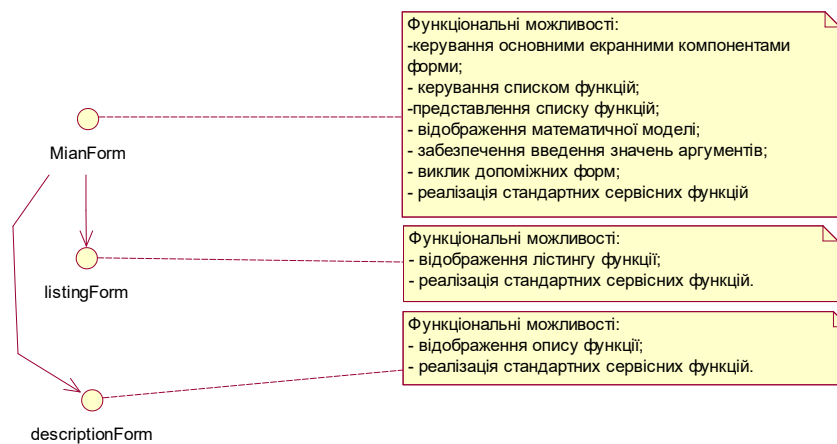 Функціональні можливості:
-керування основними екранними компонентами
форми;
- керування списком функцій;
-представлення списку функцій;
- відображення математичної моделі;
- забезпечення введення значень аргументів;
- виклик допоміжних форм;
- реалізація стандартних сервісних функцій
MianForm
Функціональні можливості:
- відображення лістингу функції;
- реалізація стандартних сервісних функцій.
listingForm
Функціональні можливості:
- відображення опису функції;
- реалізація стандартних сервісних функцій.
descriptionForm